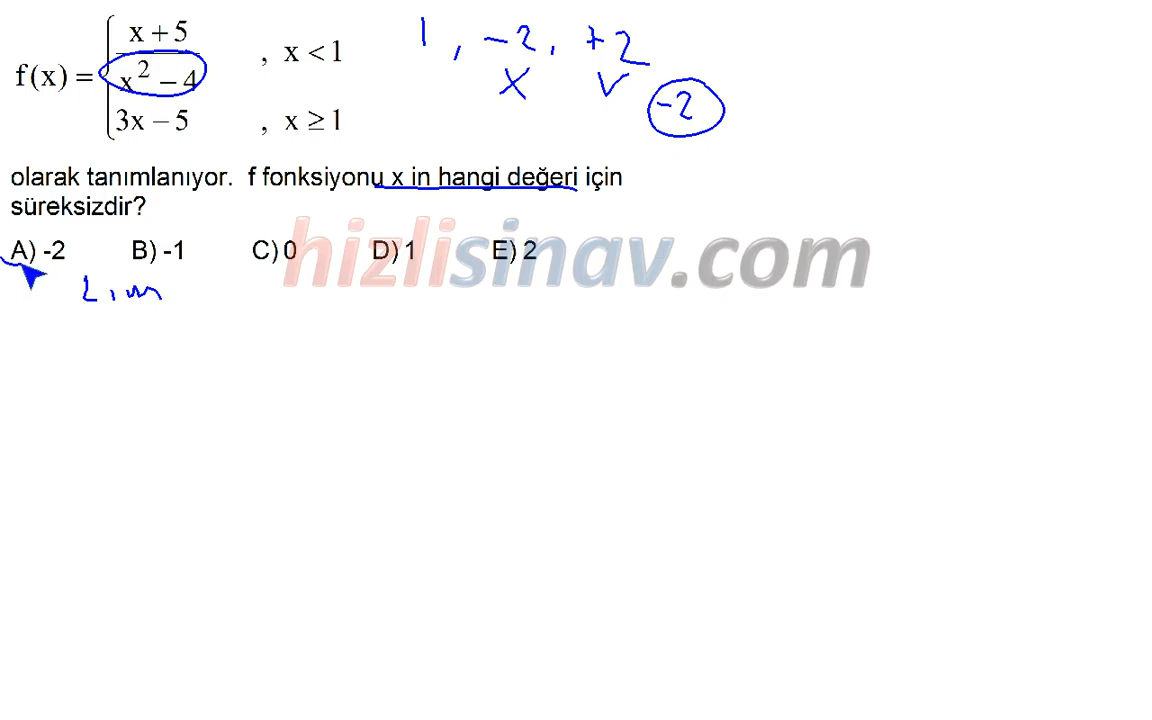 f(x) = { (x + 5) / (x² − 4) , x < 1
3x − 5 , x ≥ 1
1 , -2 , +2
x v
-2
olarak tanımlanıyor. f fonksiyonu x in hangi değeri için
süreksizdir?
A) -2 B) -1 C) 0 D) 1 E) 2
Lim
hizlisinav.com